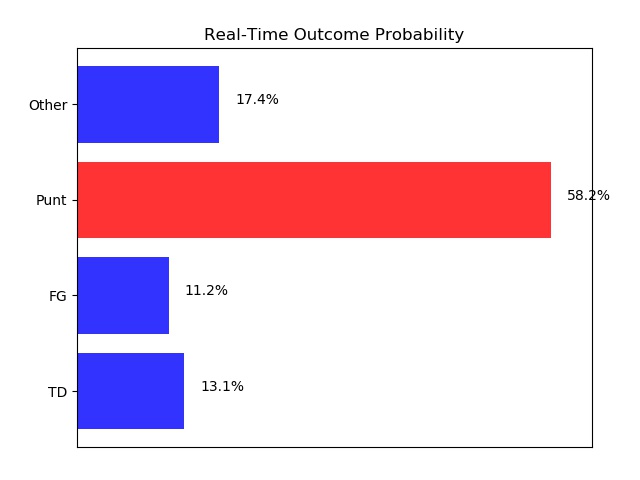 Real-Time Outcome Probability
Other
17.4%
Punt
58.2%
FG
11.2%
TD
13.1%